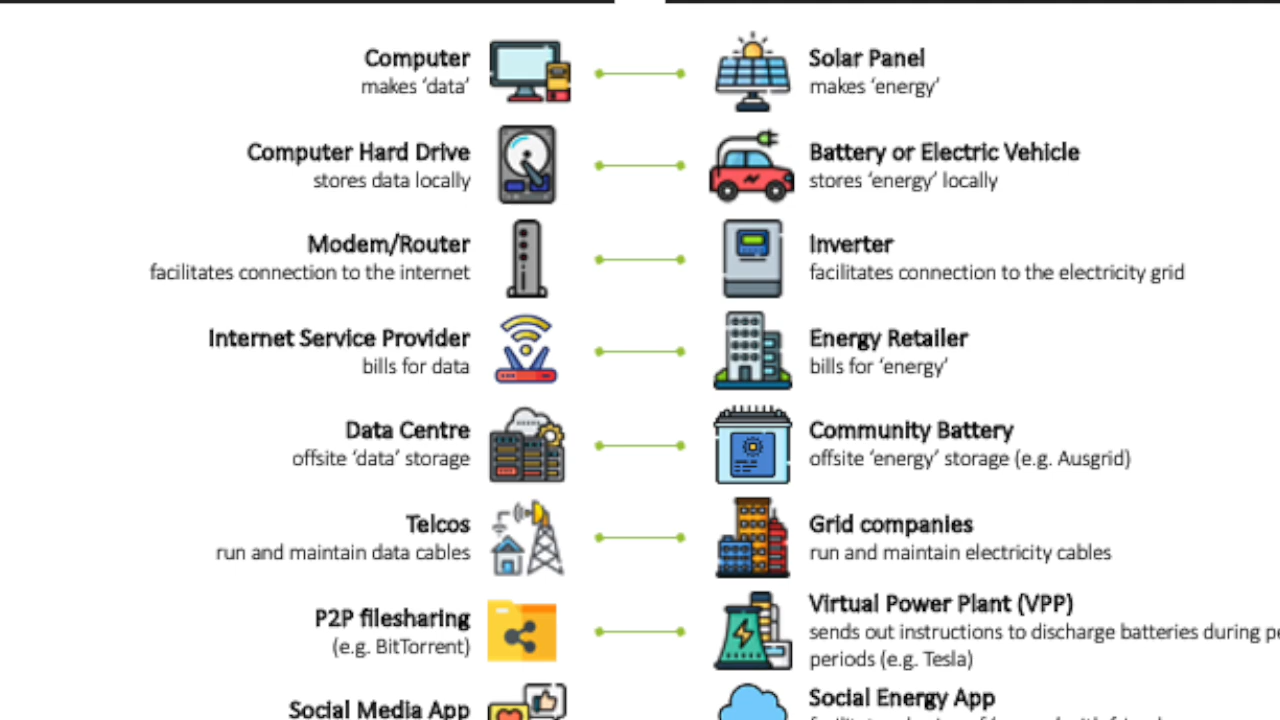 Computer
makes ‘data’
Solar Panel
makes ‘energy’
Computer Hard Drive
stores data locally
Battery or Electric Vehicle
stores ‘energy’ locally
Modem/Router
facilitates connection to the internet
Inverter
facilitates connection to the electricity grid
Internet Service Provider
bills for data
Energy Retailer
bills for ‘energy’
Data Centre
offsite ‘data’ storage
Community Battery
offsite ‘energy’ storage (e.g. Ausgrid)
Telcos
run and maintain data cables
Grid companies
run and maintain electricity cables
P2P filesharing
(e.g. BitTorrent)
Virtual Power Plant (VPP)
sends out instructions to discharge batteries during
periods (e.g. Tesla)
Social Media App
Social Energy App